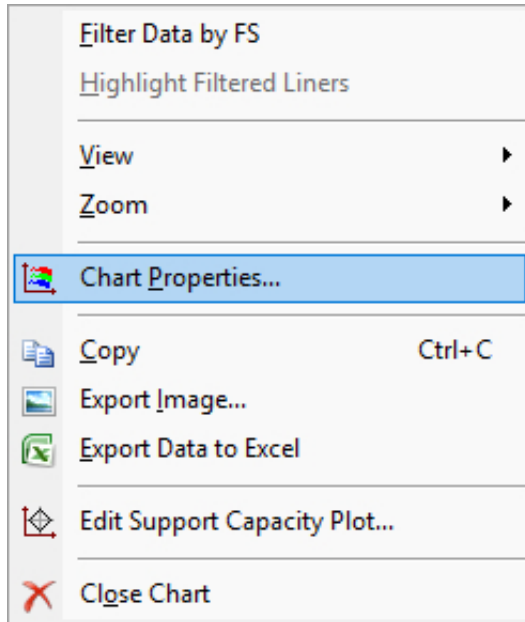 Filter Data by FS
Highlight Filtered Liners
View
Zoom
Chart Properties...
Copy Ctrl+C
Export Image...
Export Data to Excel
Edit Support Capacity Plot...
Close Chart